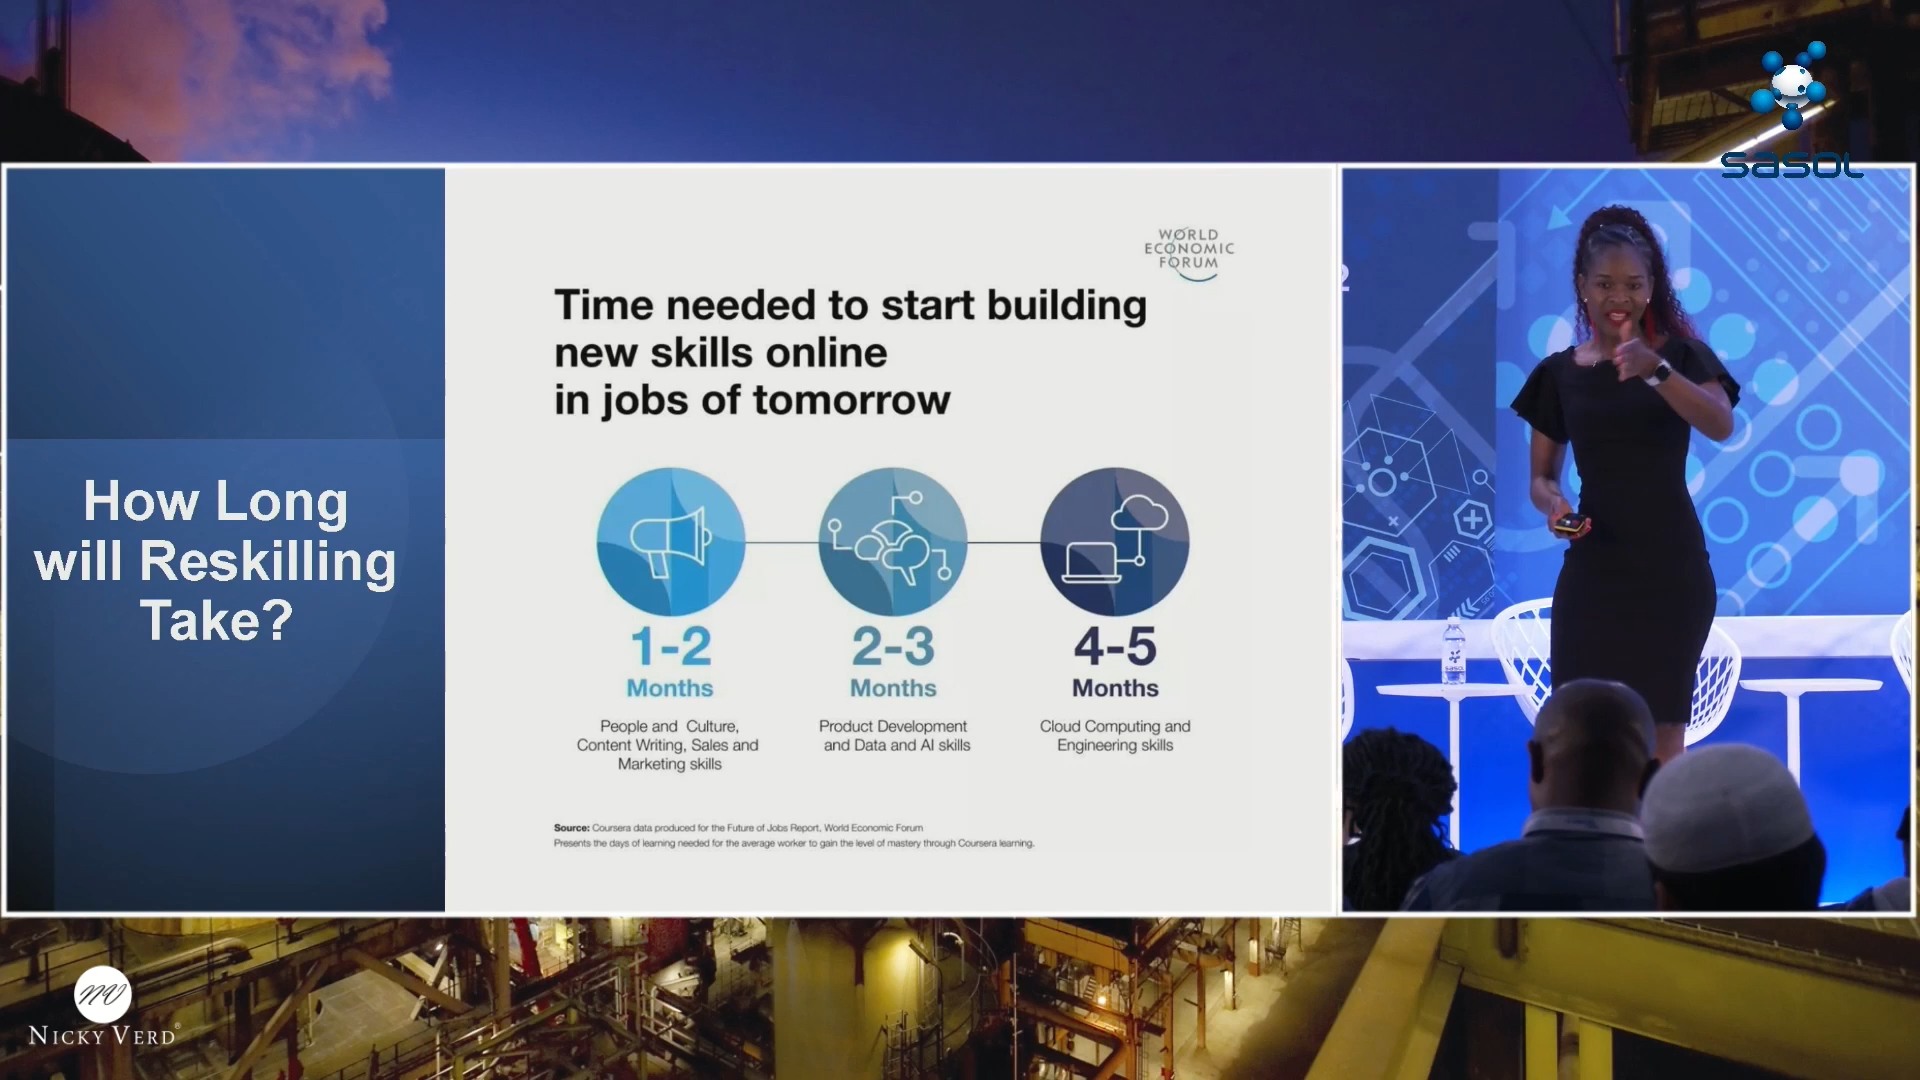 sasol
How Long
will Reskilling
Take?
WORLD
ECONOMIC
FORUM
Time needed to start building
new skills online
in jobs of tomorrow
1-2
Months
People and Culture,
Content Writing, Sales and
Marketing skills
2-3
Months
Product Development
and Data and AI skills
4-5
Months
Cloud Computing and
Engineering skills
Source: Coursera data produced for the Future of Jobs Report, World Economic Forum
Presents the days of learning needed for the average worker to gain the level of mastery through Coursera learning.
2
sasol
NV
NICKY VERD®